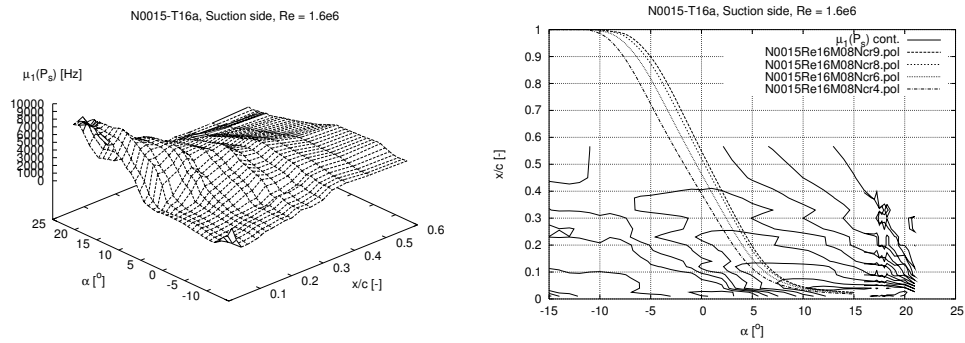 N0015-T16a, Suction side, Re = 1.6e6
μ1(Ps) [Hz]
10000
9000
8000
7000
6000
5000
4000
3000
2000
1000
0
25
20
15
10
5
0
-5
-10
α [o]
0.1
0.2
0.3
0.4
0.5
0.6
x/c [-]
N0015-T16a, Suction side, Re = 1.6e6
μ1(Ps) cont.
N0015Re16M08Ncr9.pol
N0015Re16M08Ncr8.pol
N0015Re16M08Ncr6.pol
N0015Re16M08Ncr4.pol
1
0.9
0.8
0.7
0.6
0.5
0.4
0.3
0.2
0.1
0
x/c [-]
-15 -10 -5 0 5 10 15 20 25
α [o]